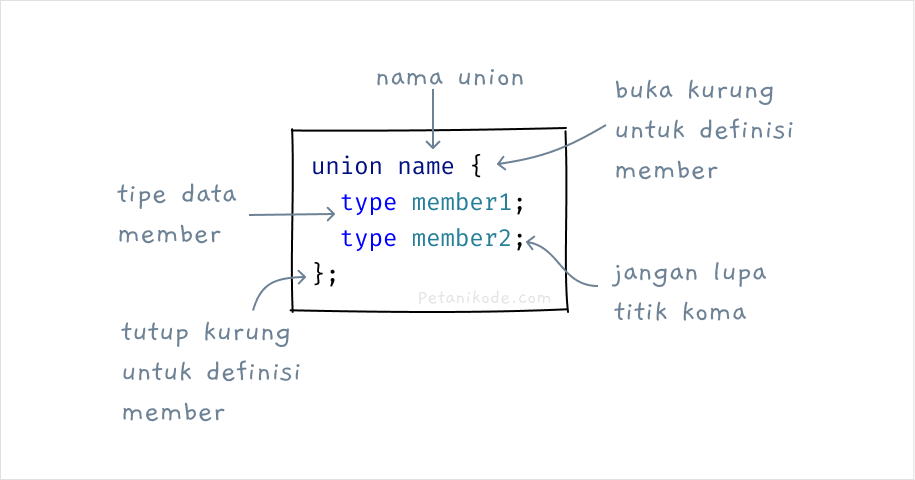 nama union
buka kurung
untuk definisi
member
union name {
type member1;
type member2;
};
Petanikode.com
tipe data
member
jangan lupa
titik koma
tutup kurung
untuk definisi
member